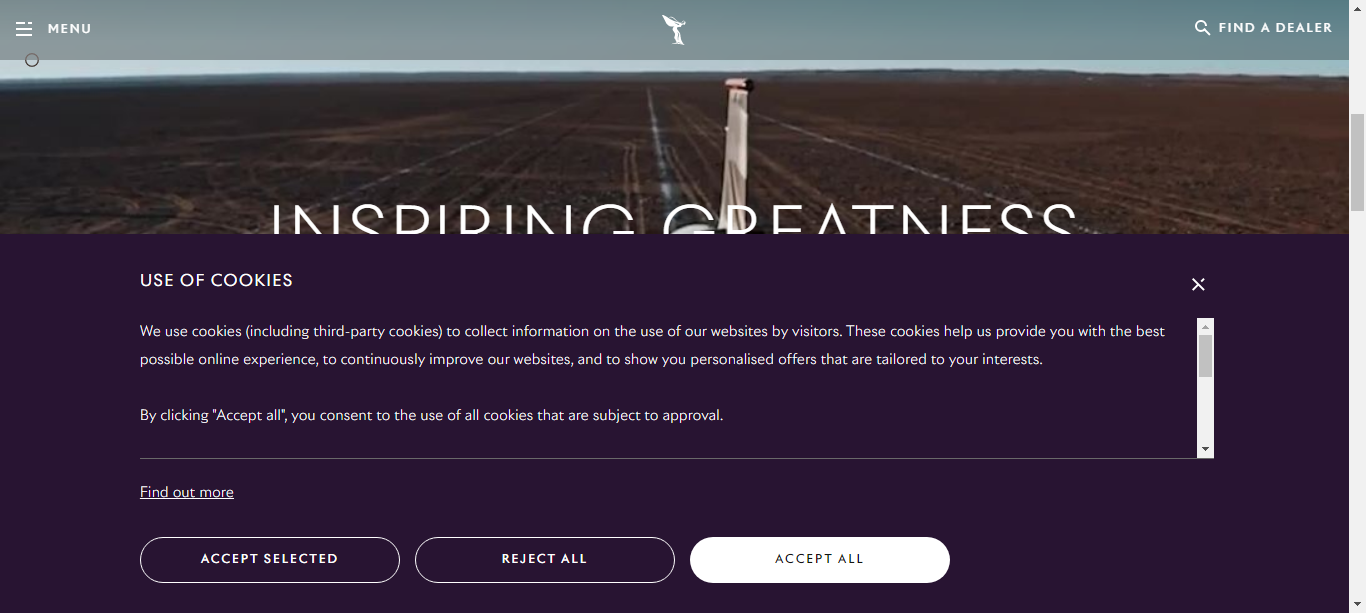 MENU
FIND A DEALER
INSPIRING GREATNESS
USE OF COOKIES
We use cookies (including third-party cookies) to collect information on the use of our websites by visitors. These cookies help us provide you with the best
possible online experience, to continuously improve our websites, and to show you personalised offers that are tailored to your interests.
By clicking "Accept all", you consent to the use of all cookies that are subject to approval.
Find out more
ACCEPT SELECTED
REJECT ALL
ACCEPT ALL